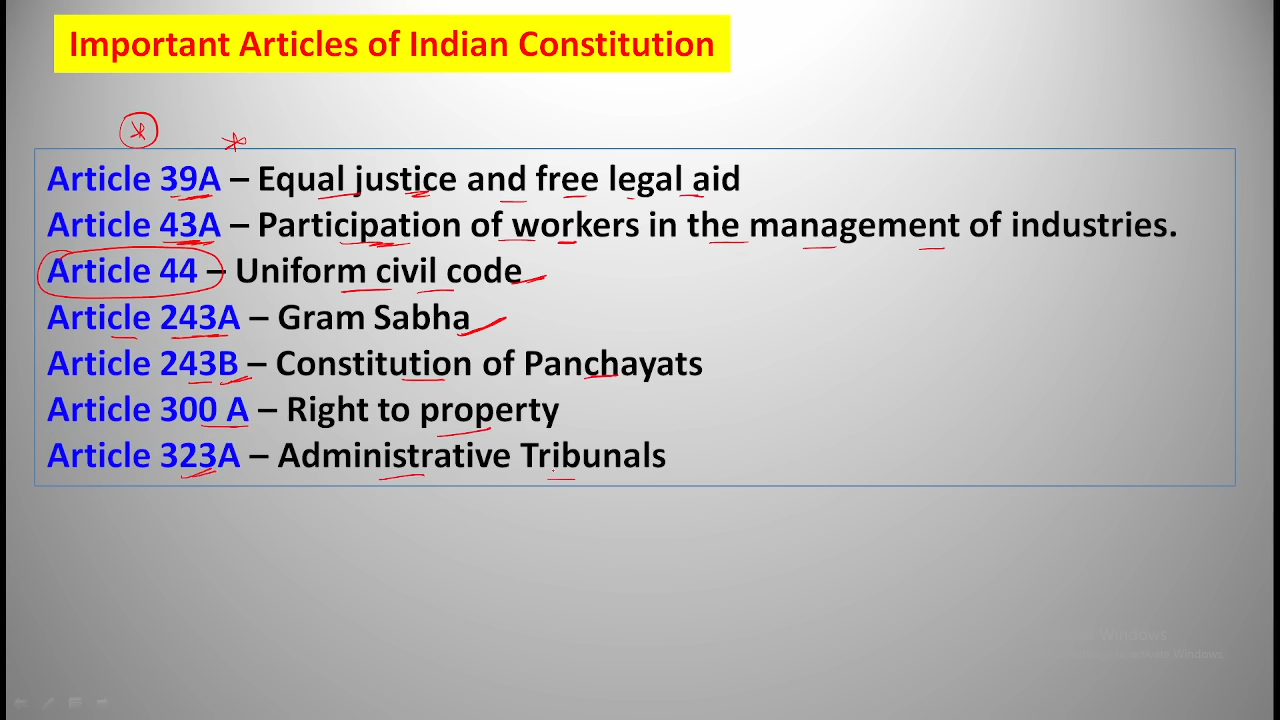 Important Articles of Indian Constitution
Article 39A – Equal justice and free legal aid
Article 43A – Participation of workers in the management of industries.
Article 44 – Uniform civil code
Article 243A – Gram Sabha
Article 243B – Constitution of Panchayats
Article 300 A – Right to property
Article 323A – Administrative Tribunals
Windows
Windows.